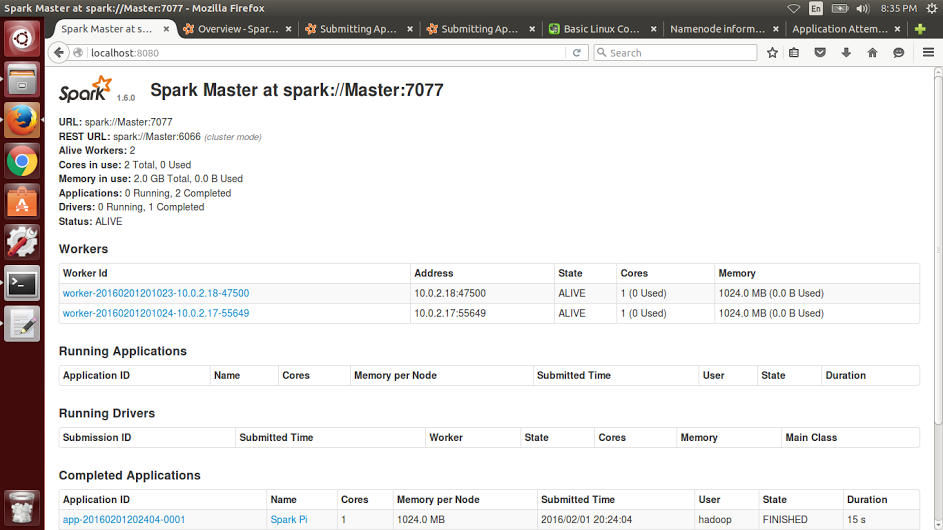 Spark Master at spark://Master:7077 - Mozilla Firefox
En
8:35 PM
Spark Master at s...
Overview - Spar...
Submitting Ap...
Submitting Ap...
Basic Linux Co...
Namenode inform...
Application Attem...
localhost:8080
Search
Spark 1.6.0
Spark Master at spark://Master:7077
URL: spark://Master:7077
REST URL: spark://Master:6066 (cluster mode)
Alive Workers: 2
Cores in use: 2 Total, 0 Used
Memory in use: 2.0 GB Total, 0.0 B Used
Applications: 0 Running, 2 Completed
Drivers: 0 Running, 1 Completed
Status: ALIVE
Workers
Worker Id Address State Cores Memory
worker-20160201201023-10.0.2.18-47500 10.0.2.18:47500 ALIVE 1 (0 Used) 1024.0 MB (0.0 B Used)
worker-20160201201024-10.0.2.17-55649 10.0.2.17:55649 ALIVE 1 (0 Used) 1024.0 MB (0.0 B Used)
Running Applications
Application ID Name Cores Memory per Node Submitted Time User State Duration
Running Drivers
Submission ID Submitted Time Worker State Cores Memory Main Class
Completed Applications
Application ID Name Cores Memory per Node Submitted Time User State Duration
app-20160201202404-0001 Spark Pi 1 1024.0 MB 2016/02/01 20:24:04 hadoop FINISHED 15 s